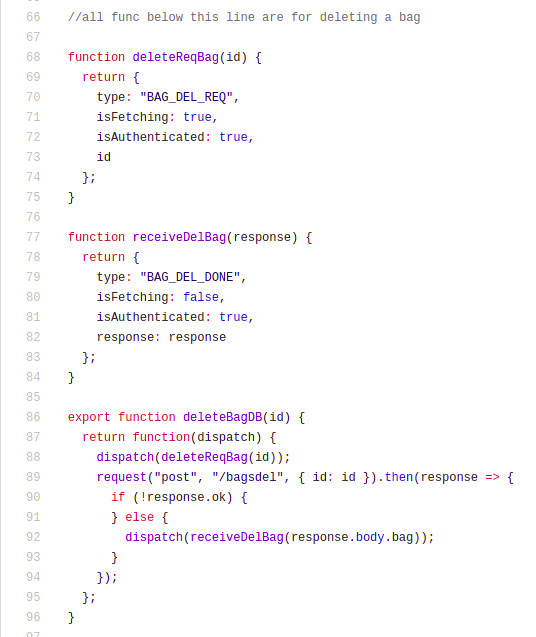 66 //all func below this line are for deleting a bag
67
68 function deleteReqBag(id) {
69   return {
70     type: "BAG_DEL_REQ",
71     isFetching: true,
72     isAuthenticated: true,
73     id
74   };
75 }
76
77 function receiveDelBag(response) {
78   return {
79     type: "BAG_DEL_DONE",
80     isFetching: false,
81     isAuthenticated: true,
82     response: response
83   };
84 }
85
86 export function deleteBagDB(id) {
87   return function(dispatch) {
88     dispatch(deleteReqBag(id));
89     request("post", "/bagsdel", { id: id }).then(response => {
90       if (!response.ok) {
91       } else {
92         dispatch(receiveDelBag(response.body.bag));
93       }
94     });
95   };
96 }